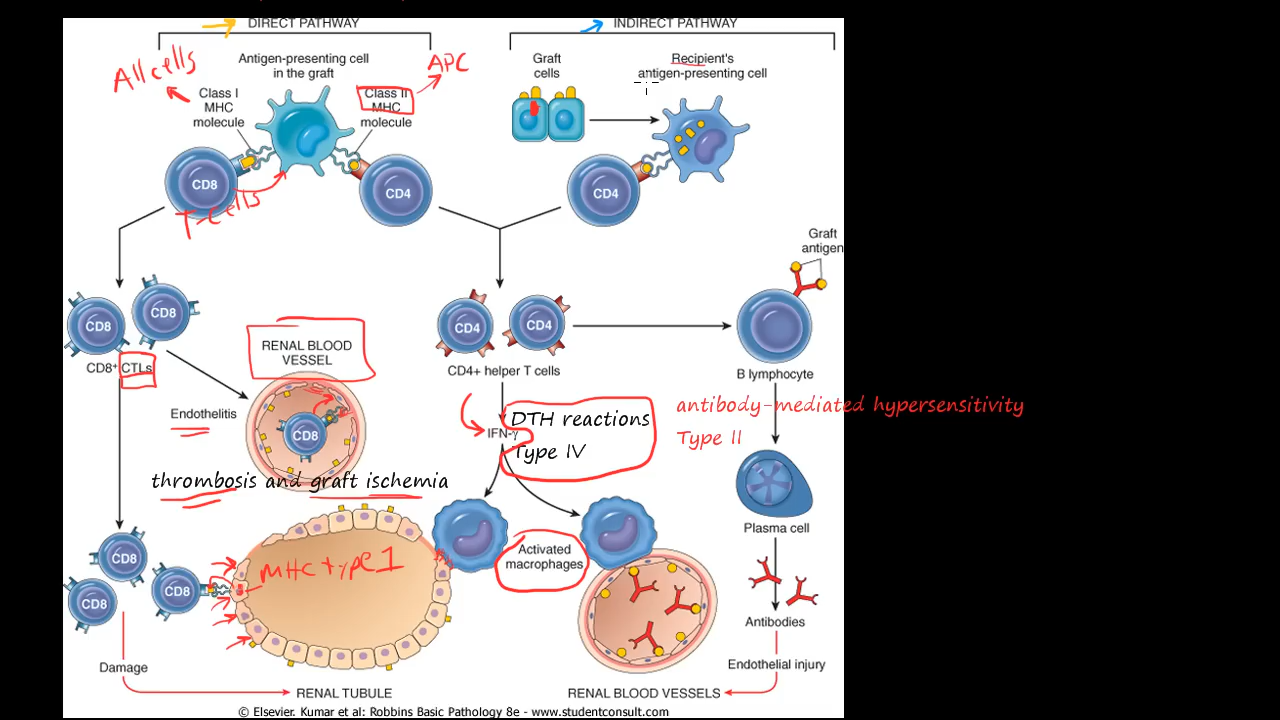 DIRECT PATHWAY
INDIRECT PATHWAY
All cells
Antigen-presenting cell
in the graft
APC
Class I
MHC
molecule
Class II
MHC
molecule
Graft
cells
Recipient's
antigen-presenting cell
CD8
T-cells
CD4
CD4
Graft
antigen
CD8
CD8
CD8+ CTLs
RENAL BLOOD
VESSEL
Endothelitis
CD8
thrombosis and graft ischemia
CD4
CD4
CD4+ helper T cells
IFN-γ
DTH reactions
Type IV
B lymphocyte
antibody-mediated hypersensitivity
Type II
Plasma cell
Activated
macrophages
CD8
CD8
CD8
MHC type 1
Antibodies
Damage
Endothelial injury
RENAL TUBULE
RENAL BLOOD VESSELS
© Elsevier. Kumar et al: Robbins Basic Pathology 8e - www.studentconsult.com